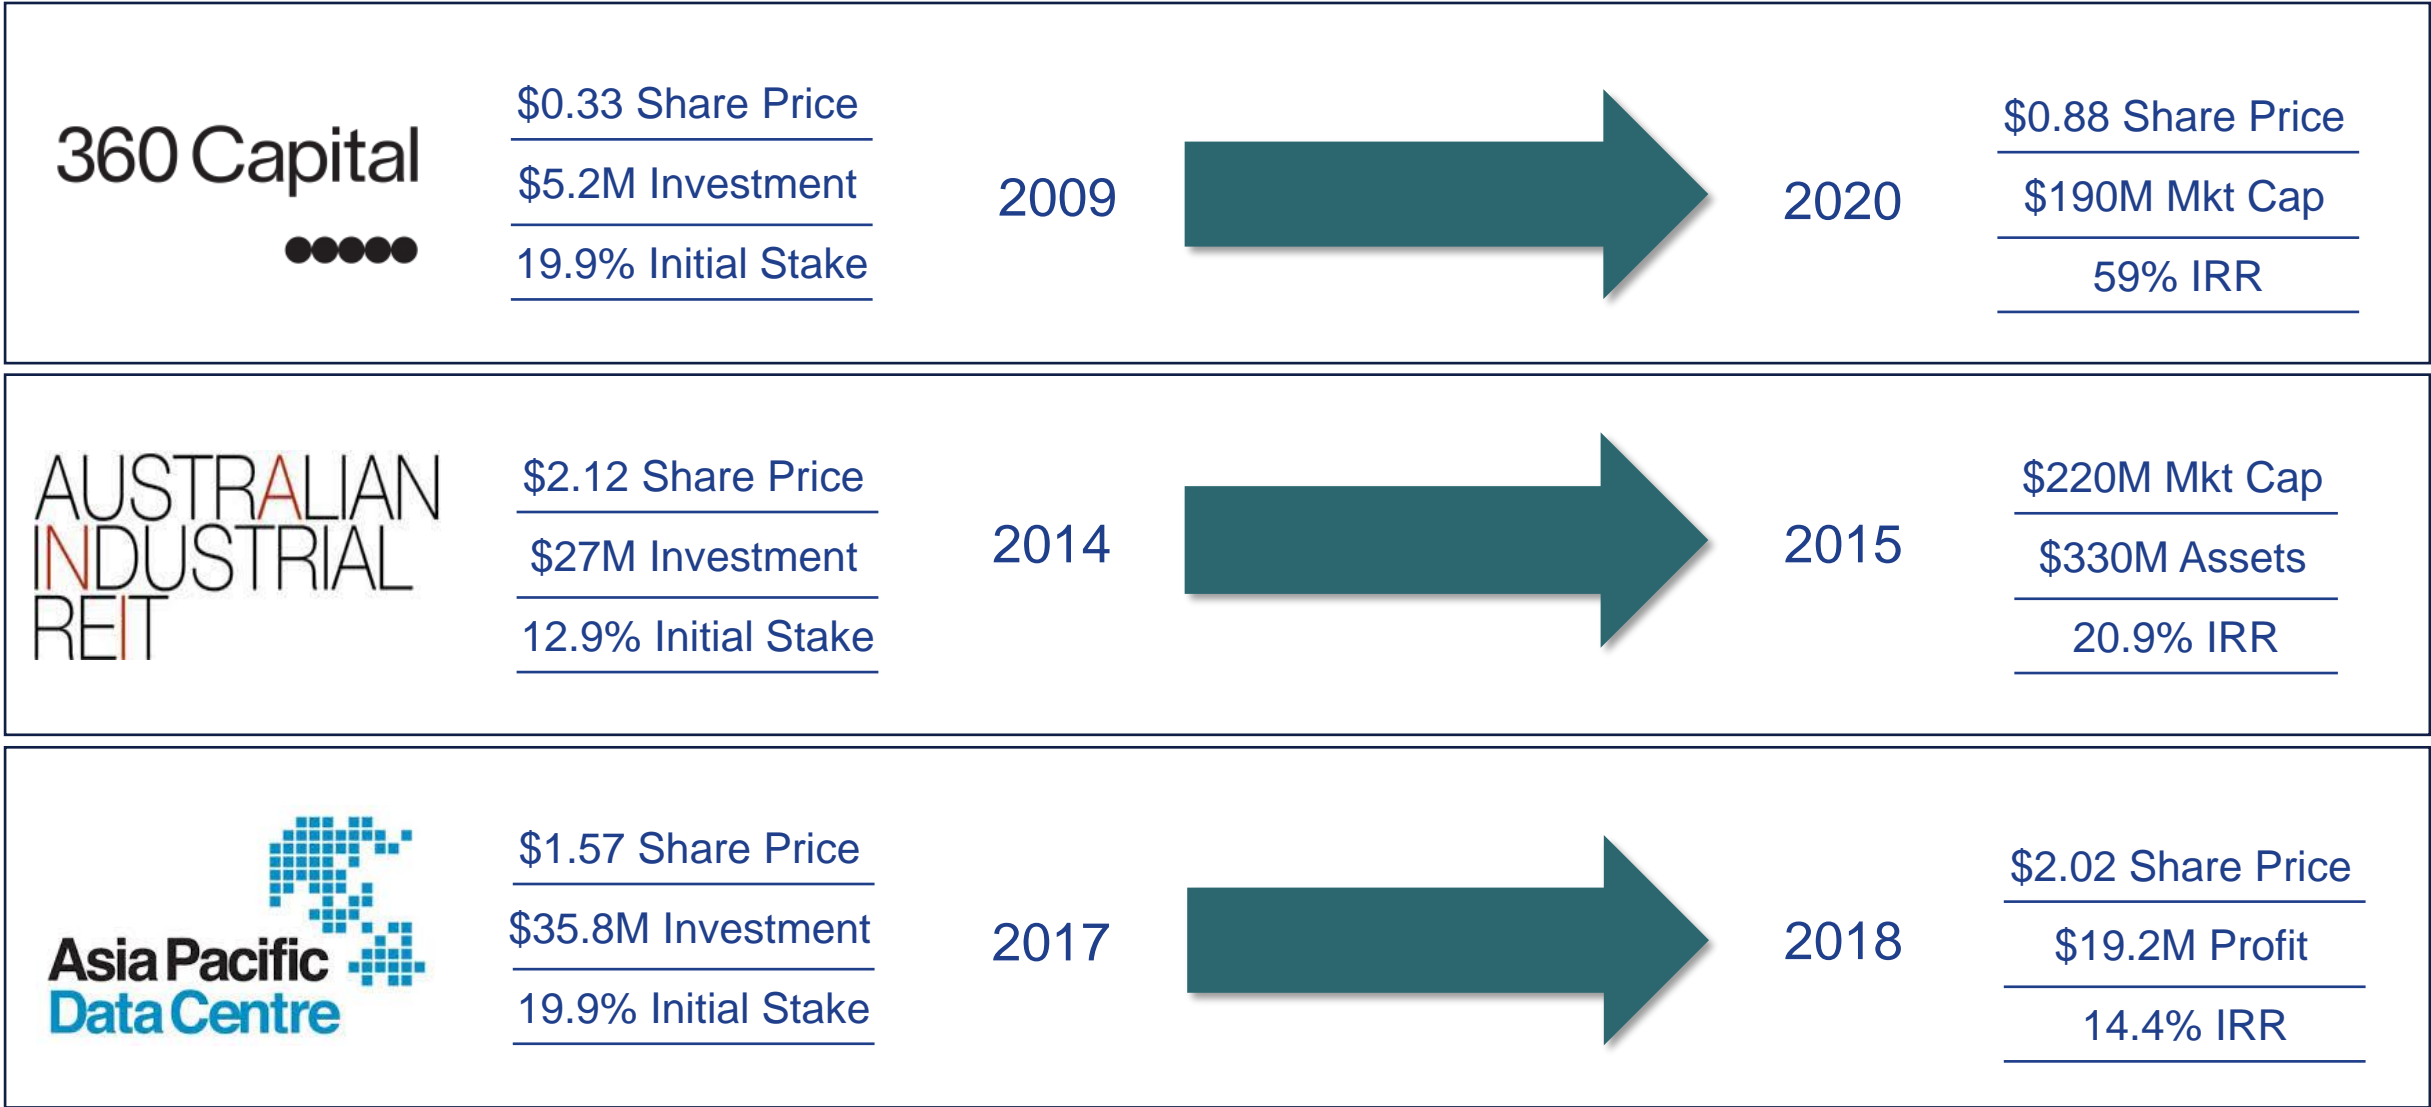 360 Capital
$0.33 Share Price
$5.2M Investment
19.9% Initial Stake
2009
2020
$0.88 Share Price
$190M Mkt Cap
59% IRR
AUSTRALIAN
INDUSTRIAL
REIT
$2.12 Share Price
$27M Investment
12.9% Initial Stake
2014
2015
$220M Mkt Cap
$330M Assets
20.9% IRR
Asia Pacific
Data Centre
$1.57 Share Price
$35.8M Investment
19.9% Initial Stake
2017
2018
$2.02 Share Price
$19.2M Profit
14.4% IRR